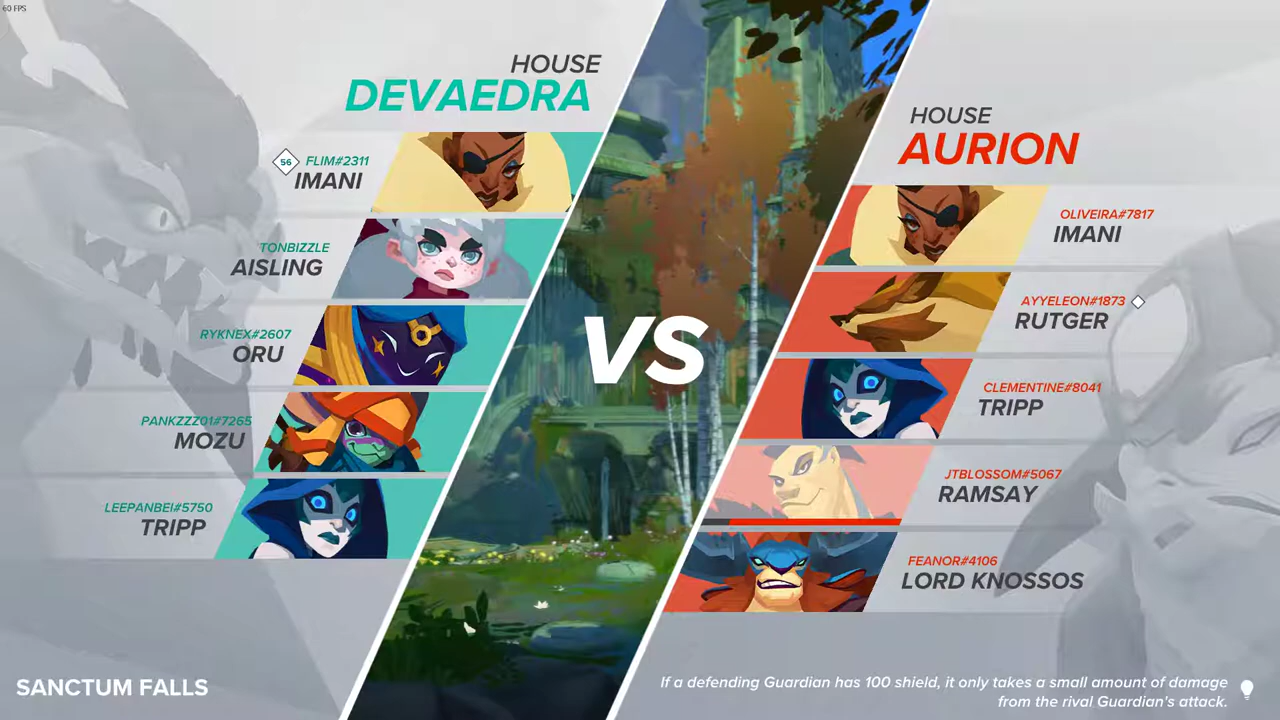 60 FPS
HOUSE
DEVAEDRA
56 FLIM#2311
IMANI
TONBIZZLE
AISLING
RYKNEX#2607
ORU
PANKZZZ01#7265
MOZU
LEEPANBEI#5750
TRIPP
VS
HOUSE
AURION
OLIVEIRA#7817
IMANI
AYYELEON#1873
RUTGER
CLEMENTINE#8041
TRIPP
JTBLOSSOM#5067
RAMSAY
FEANOR#4106
LORD KNOSSOS
SANCTUM FALLS
If a defending Guardian has 100 shield, it only takes a small amount of damage
from the rival Guardian's attack.